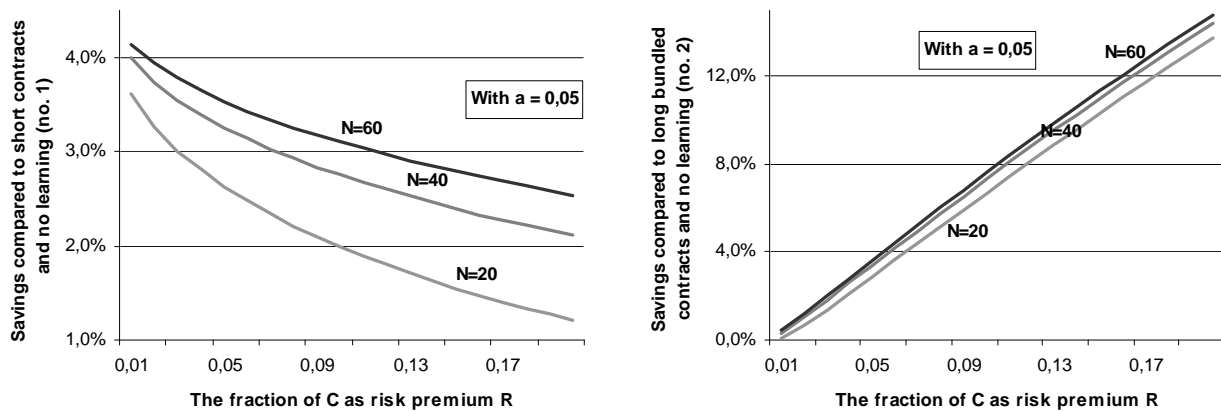 Savings compared to short contracts
and no learning (no. 1)
4,0%
3,0%
2,0%
1,0%
With a = 0,05
N=60
N=40
N=20
0,01
0,05
0,09
0,13
0,17
The fraction of C as risk premium R
Savings compared to long bundled
contracts and no learning (no. 2)
12,0%
8,0%
4,0%
0,0%
With a = 0,05
N=60
N=40
N=20
0,01
0,05
0,09
0,13
0,17
The fraction of C as risk premium R